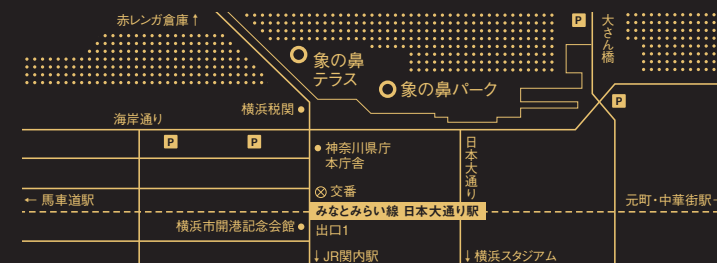 赤レンガ倉庫↑
P
大さん橋
象の鼻
テラス
象の鼻パーク
横浜税関
P
海岸通り
P
P
神奈川県庁
本庁舎
日本大通り
交番
← 馬車道駅
元町・中華街駅
みなとみらい線 日本大通り駅
横浜市開港記念会館
出口1
↓JR関内駅
↓横浜スタジアム